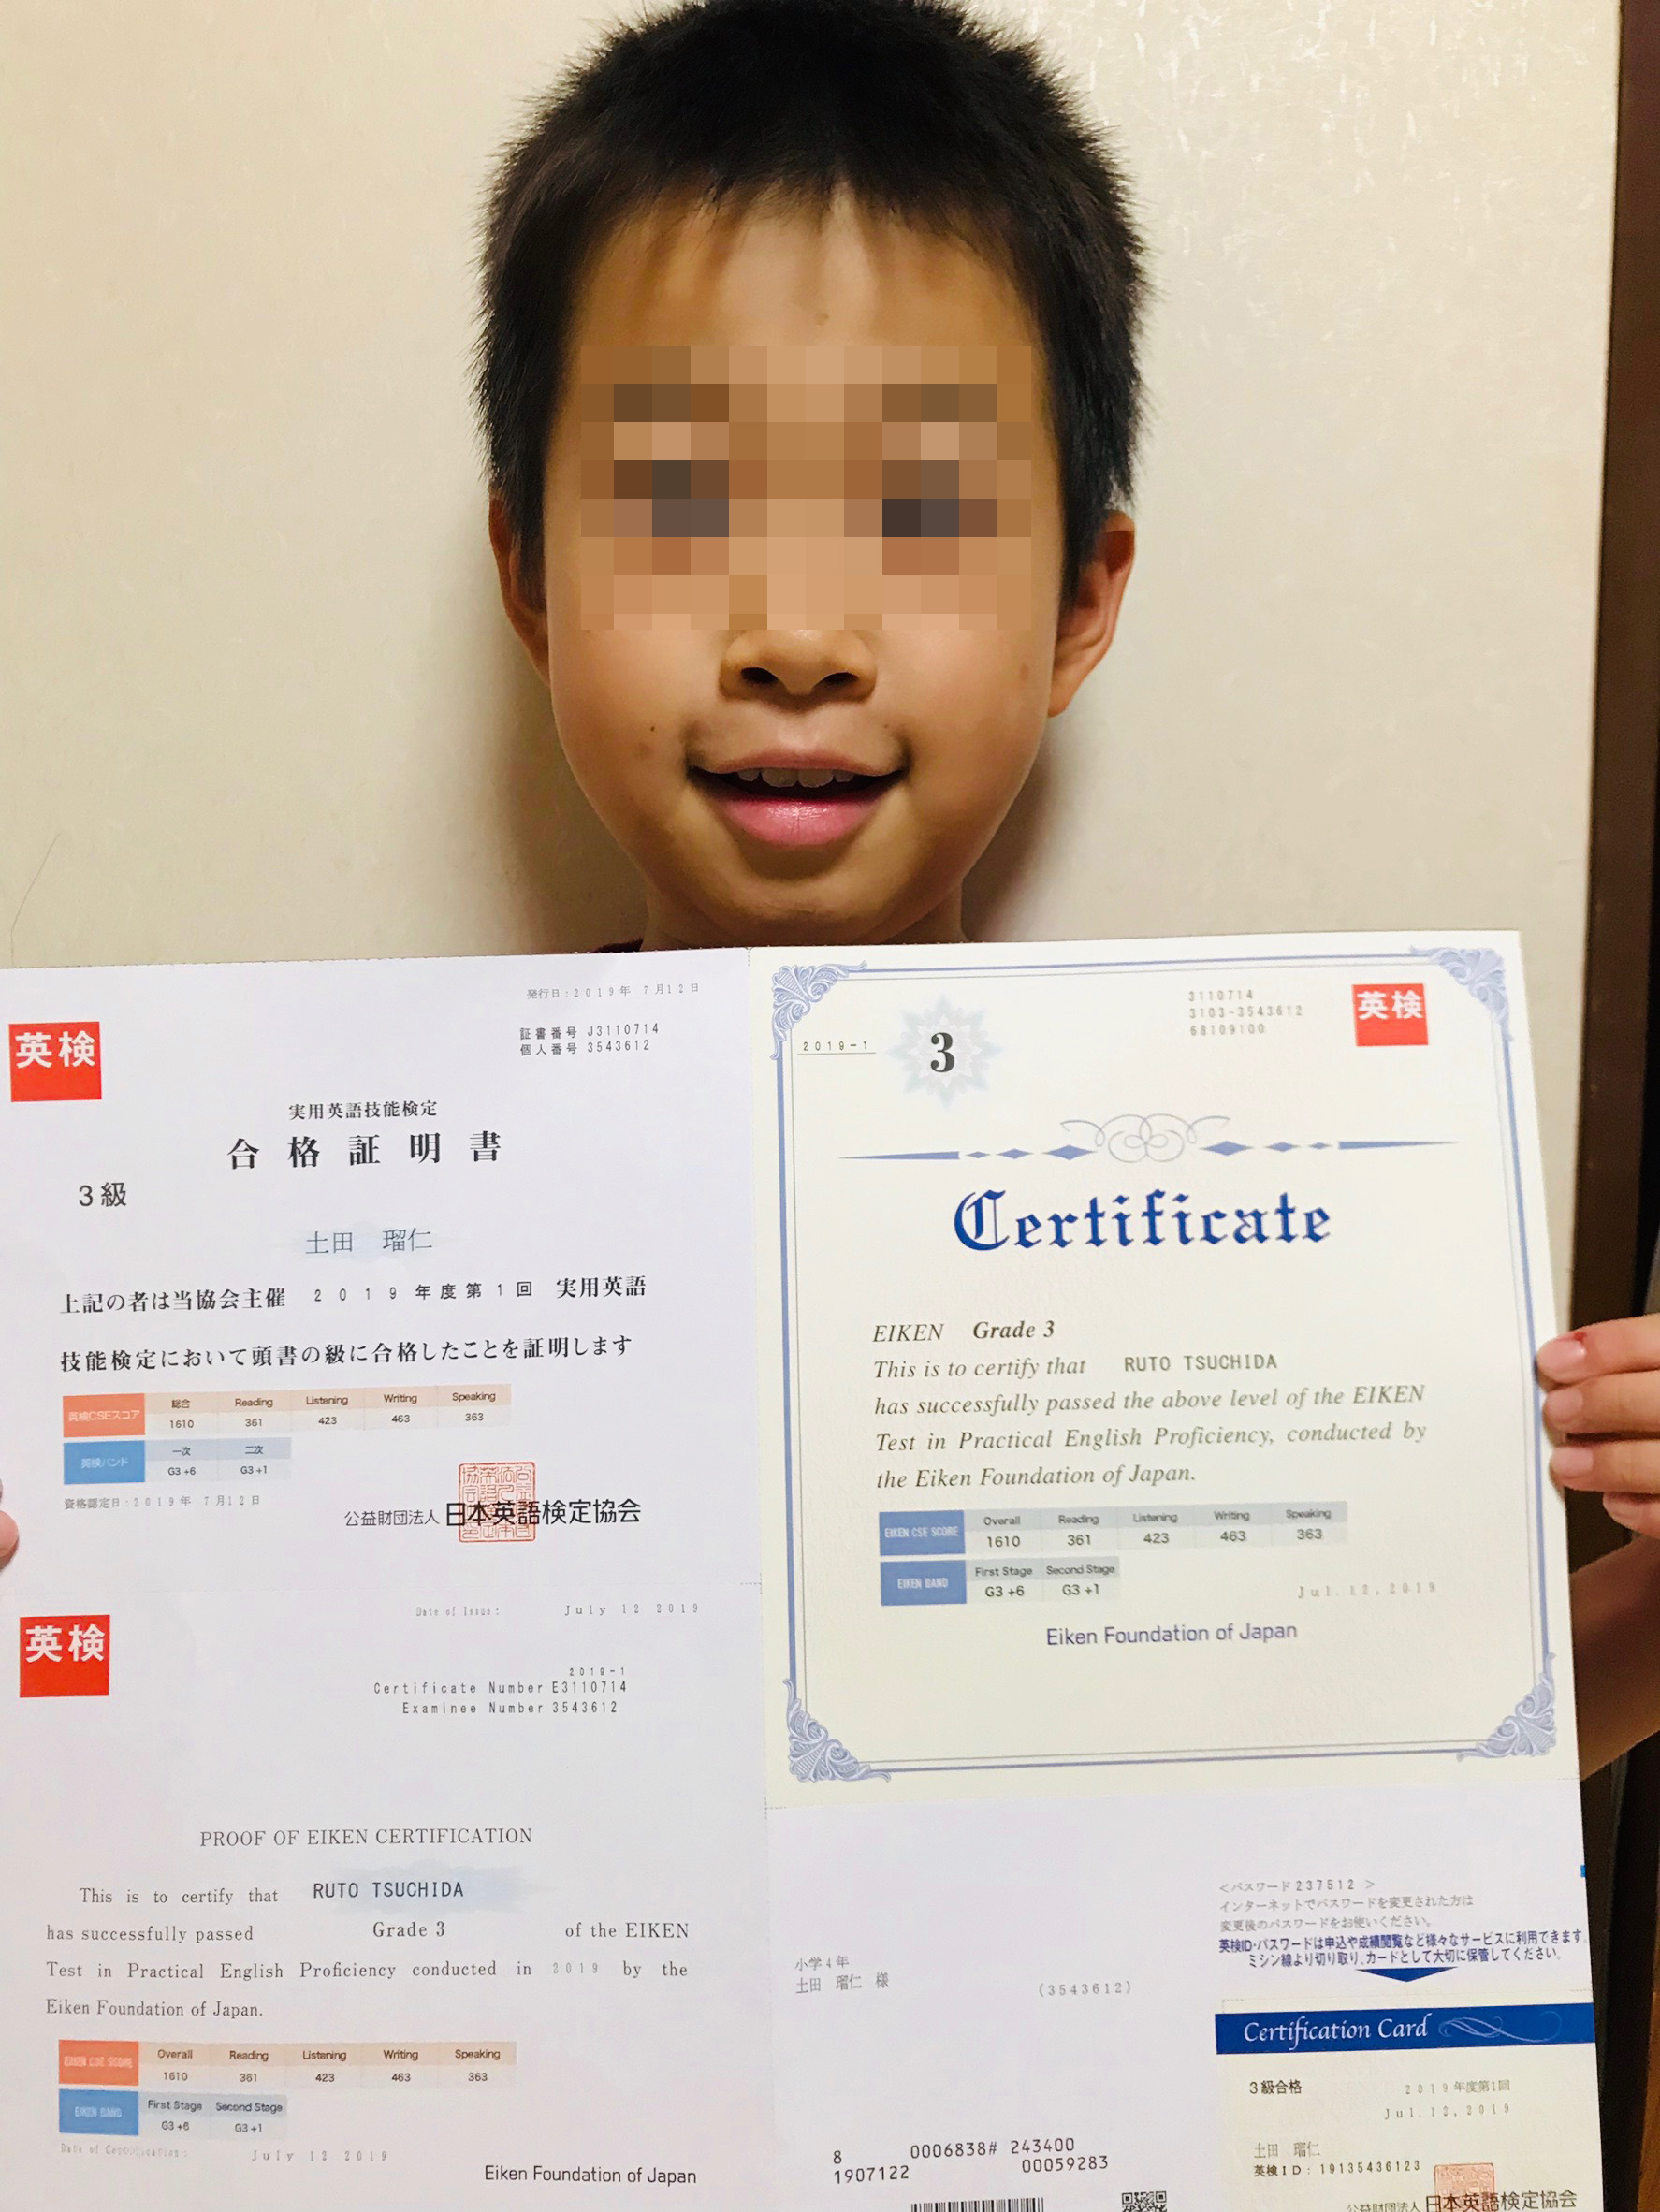 発行日:2019年 7月12日
英検
証書番号 J3110714
個人番号 3543612
実用英語技能検定
合格証明書
3級
土田 瑠仁
上記の者は当協会主催 2019年度第1回 実用英語
技能検定において頭書の級に合格したことを証明します
英検CSEスコア 総合 Reading Listening Writing Speaking
1610 361 423 463 363
英検バンド 一次 二次
G3 +6 G3 +1
資格認定日:2019年 7月12日
公益財団法人 日本英語検定協会
Date of Issue: July 12 2019
英検
2019-1
Certificate Number E3110714
Examinee Number 3543612
PROOF OF EIKEN CERTIFICATION
This is to certify that RUTO TSUCHIDA
has successfully passed Grade 3 of the EIKEN
Test in Practical English Proficiency conducted in 2019 by the
Eiken Foundation of Japan.
EIKEN CSE SCORE Overall Reading Listening Writing Speaking
1610 361 423 463 363
EIKEN BAND First Stage Second Stage
G3 +6 G3 +1
Date of Certification: July 12 2019
Eiken Foundation of Japan
3110714
3103-3543612
68109100
英検
2019-1
3
Certificate
EIKEN Grade 3
This is to certify that RUTO TSUCHIDA
has successfully passed the above level of the EIKEN
Test in Practical English Proficiency, conducted by
the Eiken Foundation of Japan.
EIKEN CSE SCORE Overall Reading Listening Writing Speaking
1610 361 423 463 363
EIKEN BAND First Stage Second Stage
G3 +6 G3 +1
Jul.12,2019
Eiken Foundation of Japan
<パスワード 237512 >
インターネットでパスワードを変更された方は
変更後のパスワードをお使いください。
英検ID・パスワードは申込や成績閲覧など様々なサービスに利用できます。
ミシン線より切り取り、カードとして大切に保管してください。
小学4年
土田 瑠仁 様 (3543612)
Certification Card
3級合格 2019年度第1回
Jul.12,2019
土田 瑠仁
英検ID: 19135436123
公益財団法人 日本英語検定協会
8 0006838# 243400
1907122 00059283